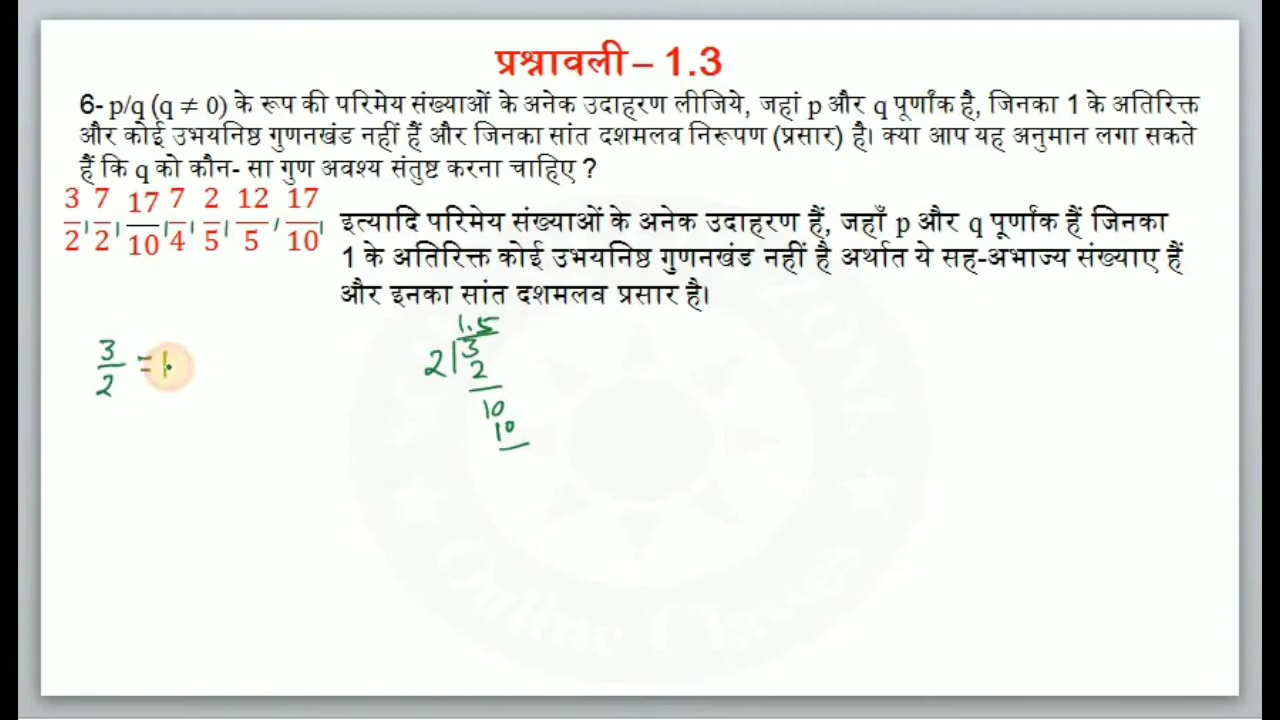 प्रश्नावली – 1.3
6- p/q (q ≠ 0) के रूप की परिमेय संख्याओं के अनेक उदाहरण लीजिये, जहां p और q पूर्णांक है, जिनका 1 के अतिरिक्त
और कोई उभयनिष्ठ गुणनखंड नहीं हैं और जिनका सांत दशमलव निरूपण (प्रसार) है। क्या आप यह अनुमान लगा सकते
हैं कि q को कौन- सा गुण अवश्य संतुष्ट करना चाहिए ?
3/2, 7/2, 17/10, 7/4, 2/5, 12/5, 17/10,
इत्यादि परिमेय संख्याओं के अनेक उदाहरण हैं, जहाँ p और q पूर्णांक हैं जिनका
1 के अतिरिक्त कोई उभयनिष्ठ गुणनखंड नहीं है अर्थात ये सह-अभाज्य संख्याए हैं
और इनका सांत दशमलव प्रसार है।
3/2 = 1.
1.5
2 3
2
10
10
Online Classes